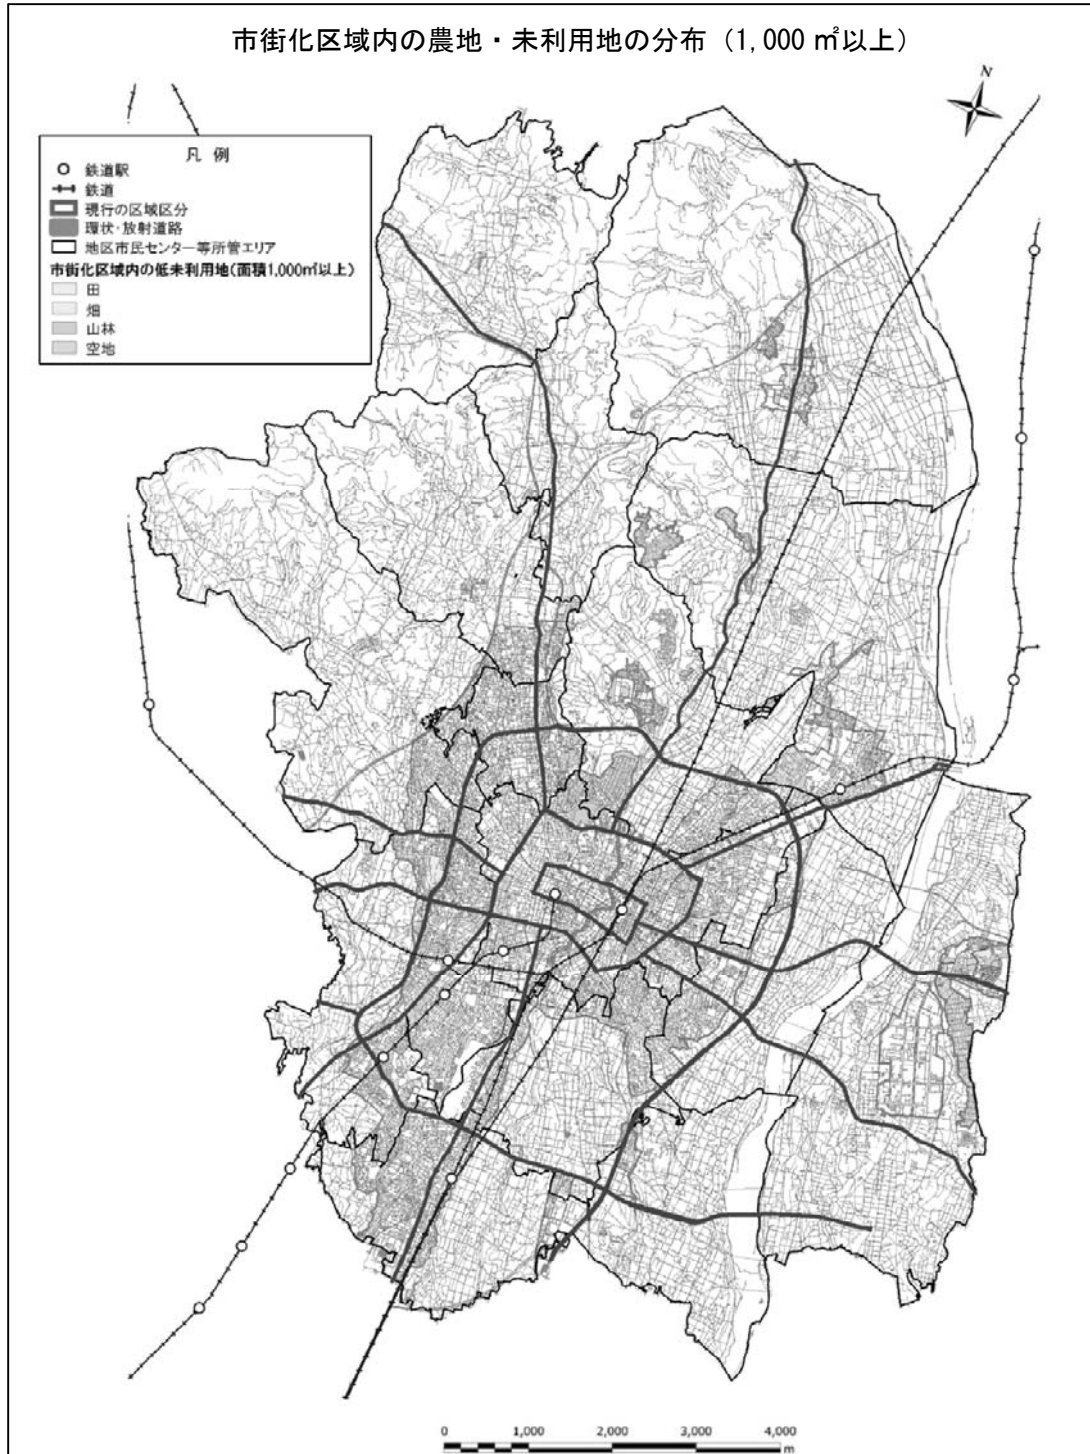 市街化区域内の農地・未利用地の分布（1,000 ㎡以上）
N
凡 例
鉄道駅
鉄道
現行の区域区分
環状・放射道路
地区市民センター等所管エリア
市街化区域内の低未利用地(面積1,000㎡以上)
田
畑
山林
空地
0 1,000 2,000 3,000 4,000
m